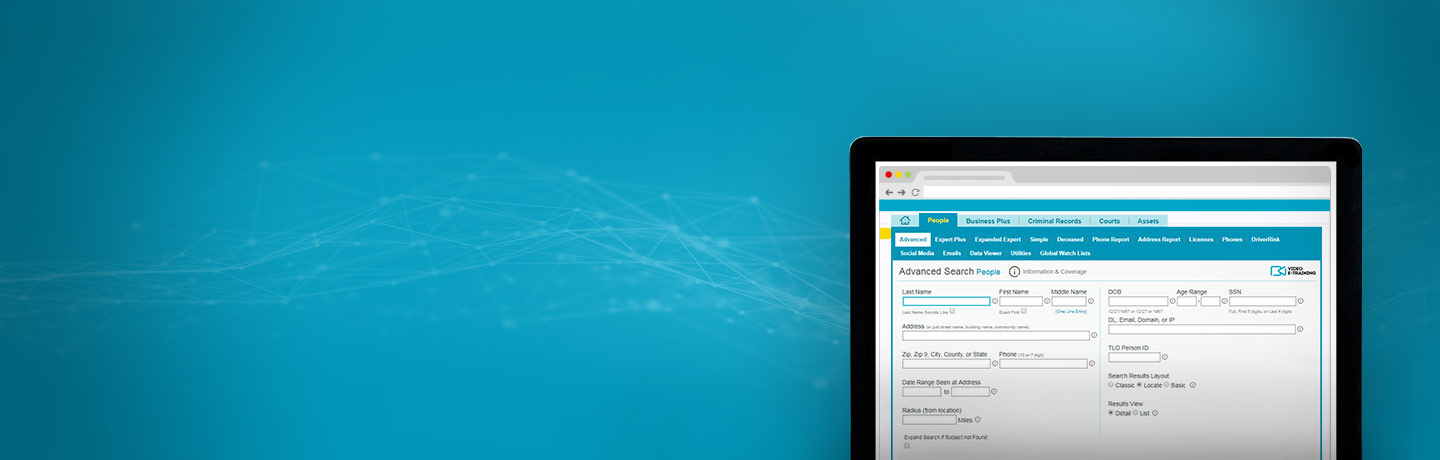 People Business Plus Criminal Records Courts Assets
Advanced Expert Plus Expanded Expert Simple Deceased Phone Report Address Report Licenses Phones DriverRisk
Social Media Emails Data Viewer Utilities Global Watch Lists
Advanced Search People Information & Coverage
VIDEO
E-TRAINING
Last Name First Name Middle Name DOB Age Range SSN
Last Name Sounds Like Exact First (One Line Entry) 12/27/1967 or 12/27 or 1967 Full, First 5 digits, or Last 4 digits
Address (or just street name, building name, community name) DL, Email, Domain, or IP
Zip, Zip 9, City, County, or State Phone (10 or 7 digit) TLO Person ID
Date Range Seen at Address Search Results Layout
to Classic Locate Basic
Radius (from location) Results View
Miles Detail List
Expand Search if Subject not Found